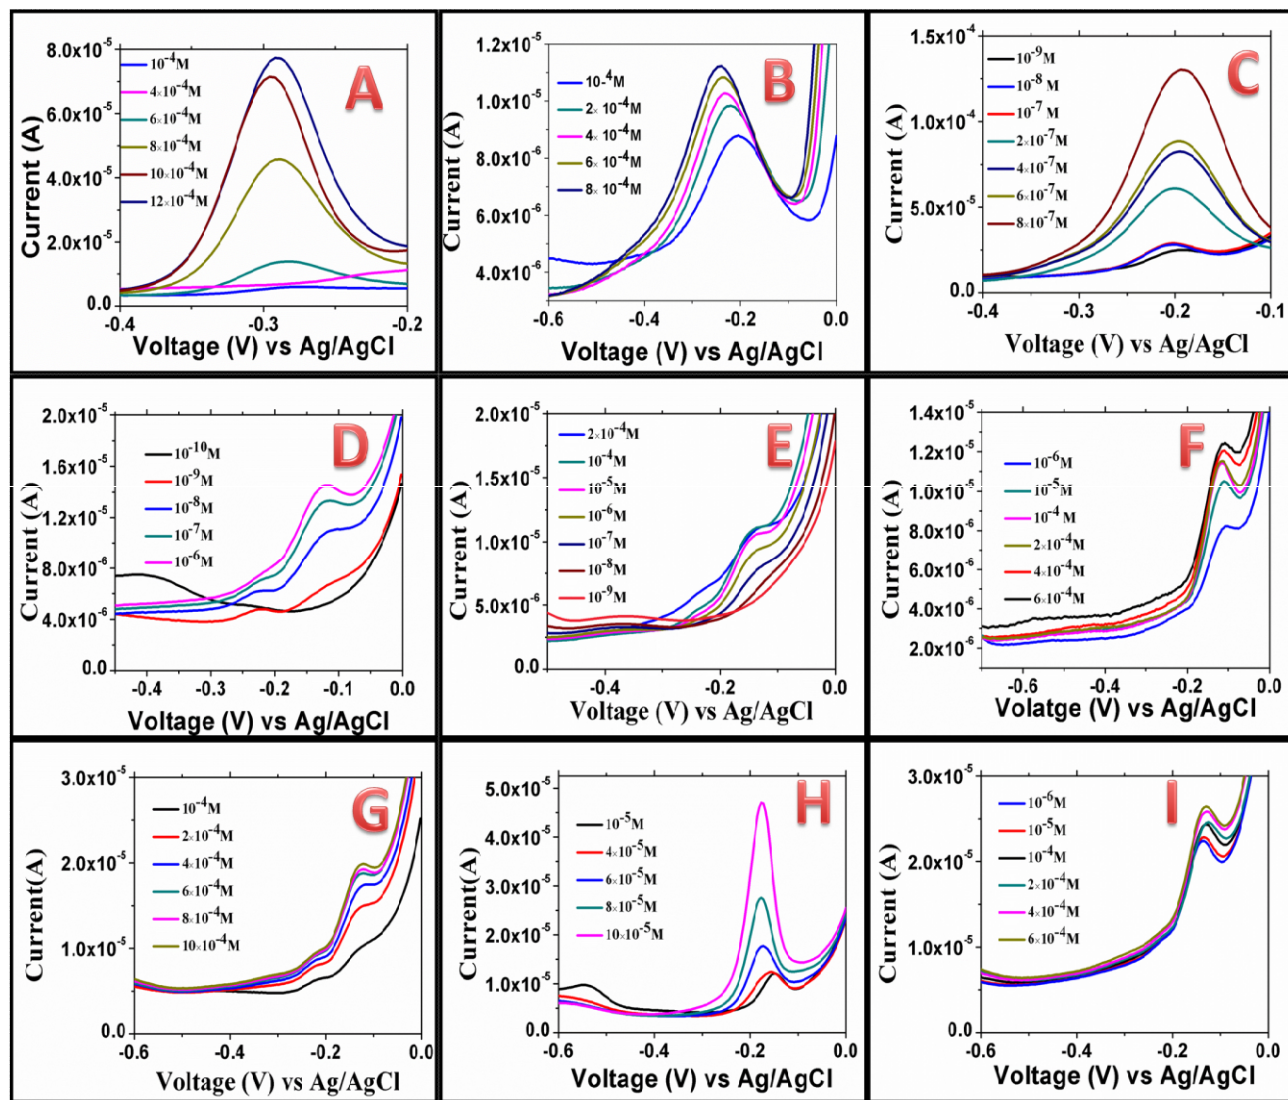 A
8.0x10⁻⁵
6.0x10⁻⁵
4.0x10⁻⁵
2.0x10⁻⁵
0.0
Current (A)
10⁻⁴M
4×10⁻⁴M
6×10⁻⁴M
8×10⁻⁴M
10×10⁻⁴M
12×10⁻⁴M
-0.4 -0.3 -0.2
Voltage (V) vs Ag/AgCl
B
1.2x10⁻⁵
1.0x10⁻⁵
8.0x10⁻⁶
6.0x10⁻⁶
4.0x10⁻⁶
Current (A)
10-⁴M
2× 10⁻⁴M
4× 10⁻⁴M
6× 10⁻⁴M
8× 10⁻⁴M
-0.6 -0.4 -0.2 0.0
Voltage (V) vs Ag/AgCl
C
1.5x10⁻⁴
1.0x10⁻⁴
5.0x10⁻⁵
0.0
Current (A)
10⁻⁹M
10⁻⁸M
10⁻⁷M
2×10⁻⁷M
4×10⁻⁷M
6×10⁻⁷M
8×10⁻⁷M
-0.4 -0.3 -0.2 -0.1
Voltage (V) vs Ag/AgCl
D
2.0x10⁻⁵
1.6x10⁻⁵
1.2x10⁻⁵
8.0x10⁻⁶
4.0x10⁻⁶
0.0
Current (A)
10⁻¹⁰M
10⁻⁹M
10⁻⁸M
10⁻⁷M
10⁻⁶M
-0.4 -0.3 -0.2 -0.1 0.0
Voltage (V) vs Ag/AgCl
E
2.0x10⁻⁵
1.5x10⁻⁵
1.0x10⁻⁵
5.0x10⁻⁶
0.0
Current (A)
2×10⁻⁴M
10⁻⁴M
10⁻⁵M
10⁻⁶M
10⁻⁷M
10⁻⁸M
10⁻⁹M
-0.4 -0.2 0.0
Voltage (V) vs Ag/AgCl
F
1.4x10⁻⁵
1.2x10⁻⁵
1.0x10⁻⁵
8.0x10⁻⁶
6.0x10⁻⁶
4.0x10⁻⁶
2.0x10⁻⁶
Current (A)
10⁻⁶M
10⁻⁵M
10⁻⁴ M
2×10⁻⁴M
4×10⁻⁴M
6×10⁻⁴M
-0.6 -0.4 -0.2 0.0
Volatge (V) vs Ag/AgCl
G
3.0x10⁻⁵
2.0x10⁻⁵
1.0x10⁻⁵
0.0
Current(A)
10⁻⁴M
2×10⁻⁴M
4×10⁻⁴M
6×10⁻⁴M
8×10⁻⁴M
10×10⁻⁴M
-0.6 -0.4 -0.2 0.0
Voltage (V) vs Ag/AgCl
H
5.0x10⁻⁵
4.0x10⁻⁵
3.0x10⁻⁵
2.0x10⁻⁵
1.0x10⁻⁵
0.0
Current (A)
10⁻⁵M
4×10⁻⁵M
6×10⁻⁵M
8×10⁻⁵M
10×10⁻⁵M
-0.6 -0.4 -0.2 0.0
Voltage (V) vs Ag/AgCl
I
3.0x10⁻⁵
2.0x10⁻⁵
1.0x10⁻⁵
0.0
Current (A)
10⁻⁶M
10⁻⁵M
10⁻⁴M
2×10⁻⁴M
4×10⁻⁴M
6×10⁻⁴M
-0.6 -0.4 -0.2 0.0
Voltage (V) vs Ag/AgCl